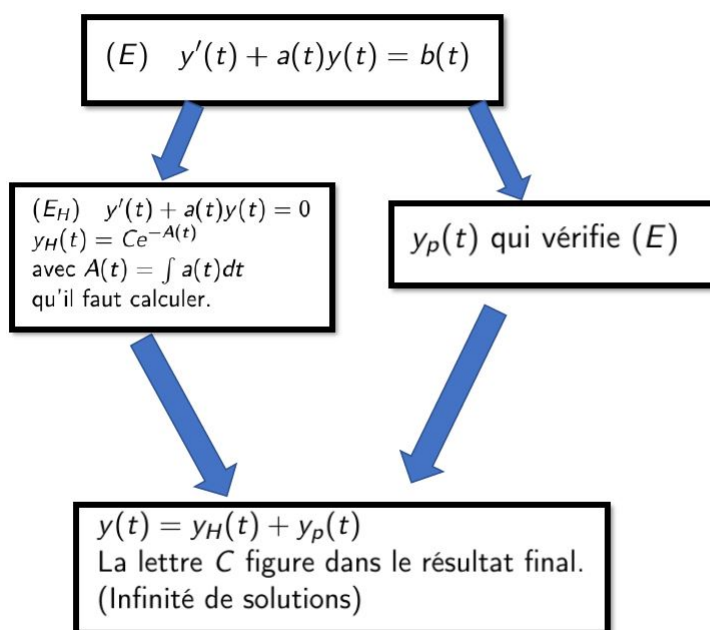 (E) y′(t) + a(t)y(t) = b(t)
(E_H) y′(t) + a(t)y(t) = 0
y_H(t) = Ce^{−A(t)}
avec A(t) = ∫ a(t)dt
qu'il faut calculer.
y_p(t) qui vérifie (E)
y(t) = y_H(t) + y_p(t)
La lettre C figure dans le résultat final.
(Infinité de solutions)